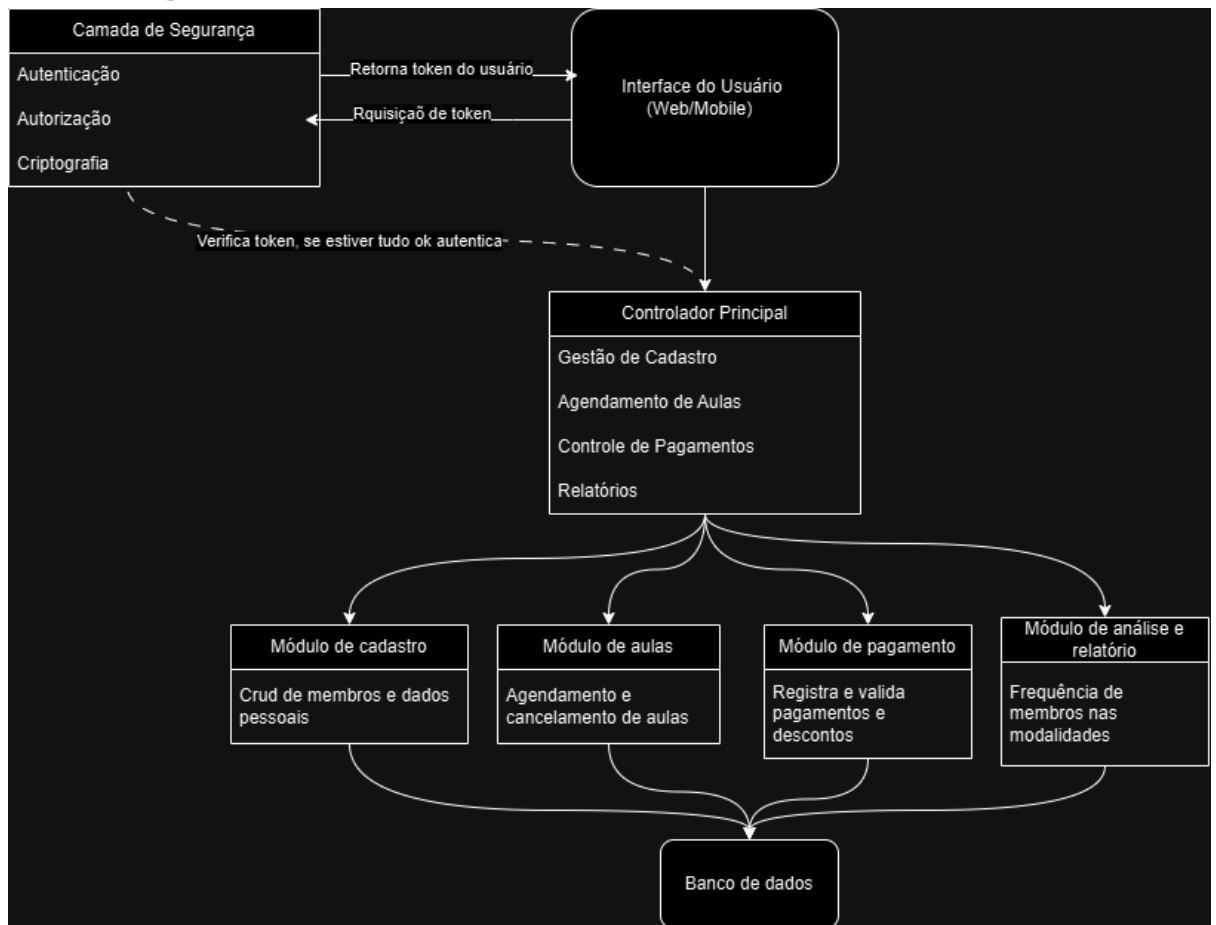 Camada de Segurança
Autenticação
Autorização
Criptografia
Retorna token do usuário
Rquisiçaõ de token
Interface do Usuário
(Web/Mobile)
Verifica token, se estiver tudo ok autentica
Controlador Principal
Gestão de Cadastro
Agendamento de Aulas
Controle de Pagamentos
Relatórios
Módulo de cadastro
Crud de membros e dados
pessoais
Módulo de aulas
Agendamento e
cancelamento de aulas
Módulo de pagamento
Registra e valida
pagamentos e
descontos
Módulo de análise e
relatório
Frequência de
membros nas
modalidades
Banco de dados